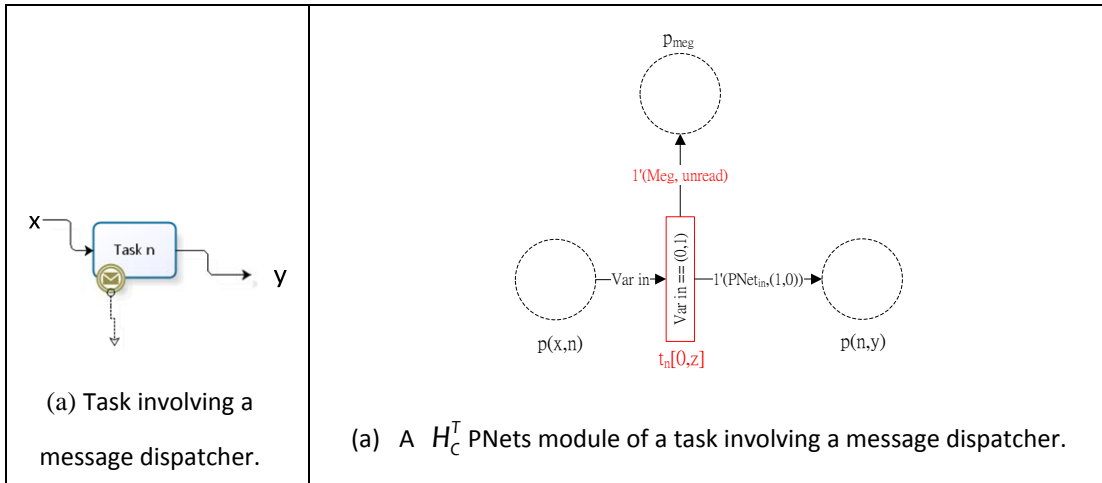 x
Task n
y
(a) Task involving a
message dispatcher.
pmeg
1'(Meg, unread)
Var in
Var in == (0,1)
1'(PNetin,(1,0))
p(x,n)
p(n,y)
tn[0,z]
(a) A H_C^T PNets module of a task involving a message dispatcher.